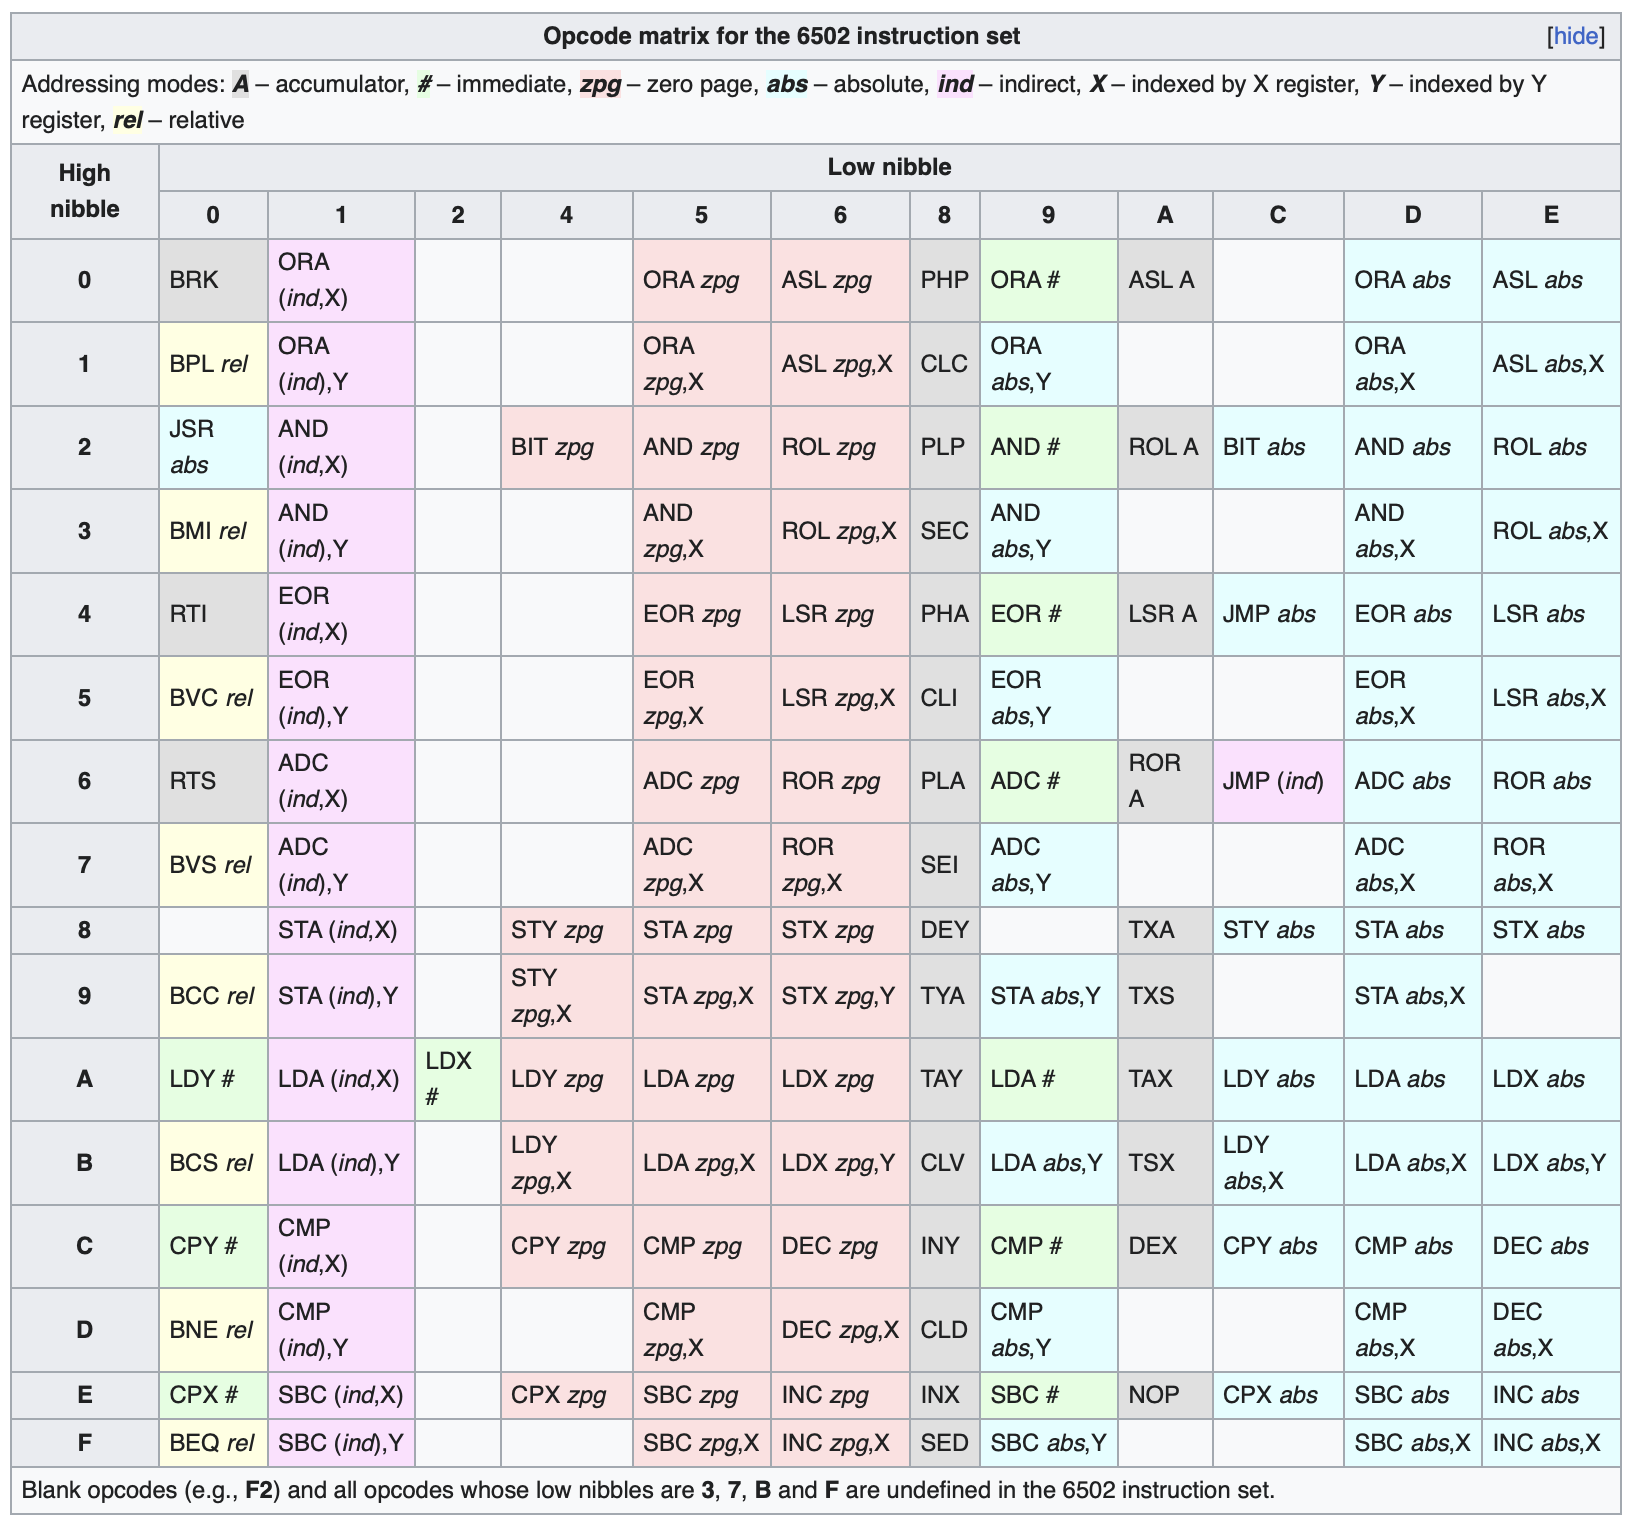 Opcode matrix for the 6502 instruction set [hide]
Addressing modes: A – accumulator, # – immediate, zpg – zero page, abs – absolute, ind – indirect, X – indexed by X register, Y – indexed by Y
register, rel – relative
High nibble Low nibble
0 1 2 4 5 6 8 9 A C D E
0 BRK ORA (ind,X) ORA zpg ASL zpg PHP ORA # ASL A ORA abs ASL abs
1 BPL rel ORA (ind),Y ORA zpg,X ASL zpg,X CLC ORA abs,Y ORA abs,X ASL abs,X
2 JSR abs AND (ind,X) BIT zpg AND zpg ROL zpg PLP AND # ROL A BIT abs AND abs ROL abs
3 BMI rel AND (ind),Y AND zpg,X ROL zpg,X SEC AND abs,Y AND abs,X ROL abs,X
4 RTI EOR (ind,X) EOR zpg LSR zpg PHA EOR # LSR A JMP abs EOR abs LSR abs
5 BVC rel EOR (ind),Y EOR zpg,X LSR zpg,X CLI EOR abs,Y EOR abs,X LSR abs,X
6 RTS ADC (ind,X) ADC zpg ROR zpg PLA ADC # ROR A JMP (ind) ADC abs ROR abs
7 BVS rel ADC (ind),Y ADC zpg,X ROR zpg,X SEI ADC abs,Y ADC abs,X ROR abs,X
8 STA (ind,X) STY zpg STA zpg STX zpg DEY TXA STY abs STA abs STX abs
9 BCC rel STA (ind),Y STY zpg,X STA zpg,X STX zpg,Y TYA STA abs,Y TXS STA abs,X
A LDY # LDA (ind,X) LDX # LDY zpg LDA zpg LDX zpg TAY LDA # TAX LDY abs LDA abs LDX abs
B BCS rel LDA (ind),Y LDY zpg,X LDA zpg,X LDX zpg,Y CLV LDA abs,Y TSX LDY abs,X LDA abs,X LDX abs,Y
C CPY # CMP (ind,X) CPY zpg CMP zpg DEC zpg INY CMP # DEX CPY abs CMP abs DEC abs
D BNE rel CMP (ind),Y CMP zpg,X DEC zpg,X CLD CMP abs,Y CMP abs,X DEC abs,X
E CPX # SBC (ind,X) CPX zpg SBC zpg INC zpg INX SBC # NOP CPX abs SBC abs INC abs
F BEQ rel SBC (ind),Y SBC zpg,X INC zpg,X SED SBC abs,Y SBC abs,X INC abs,X
Blank opcodes (e.g., F2) and all opcodes whose low nibbles are 3, 7, B and F are undefined in the 6502 instruction set.